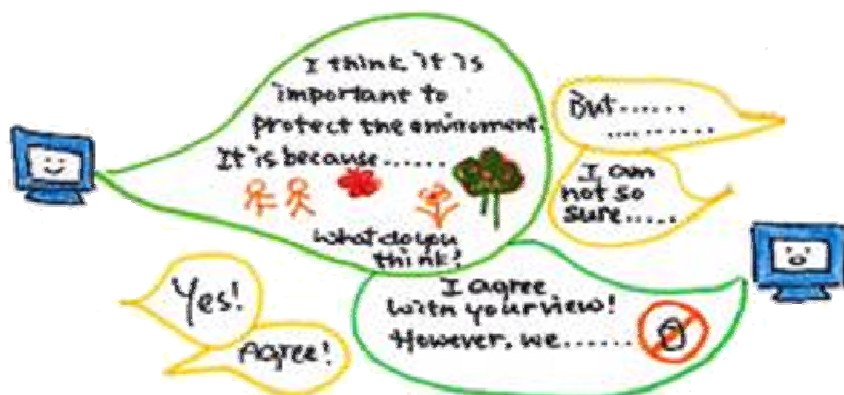 I think it is
important to
protect the enviroment.
It is because......
What do you
think?
But......
..........
I am
not so
sure.....
I agree
with your view!
However, we.......
Yes!
Agree!